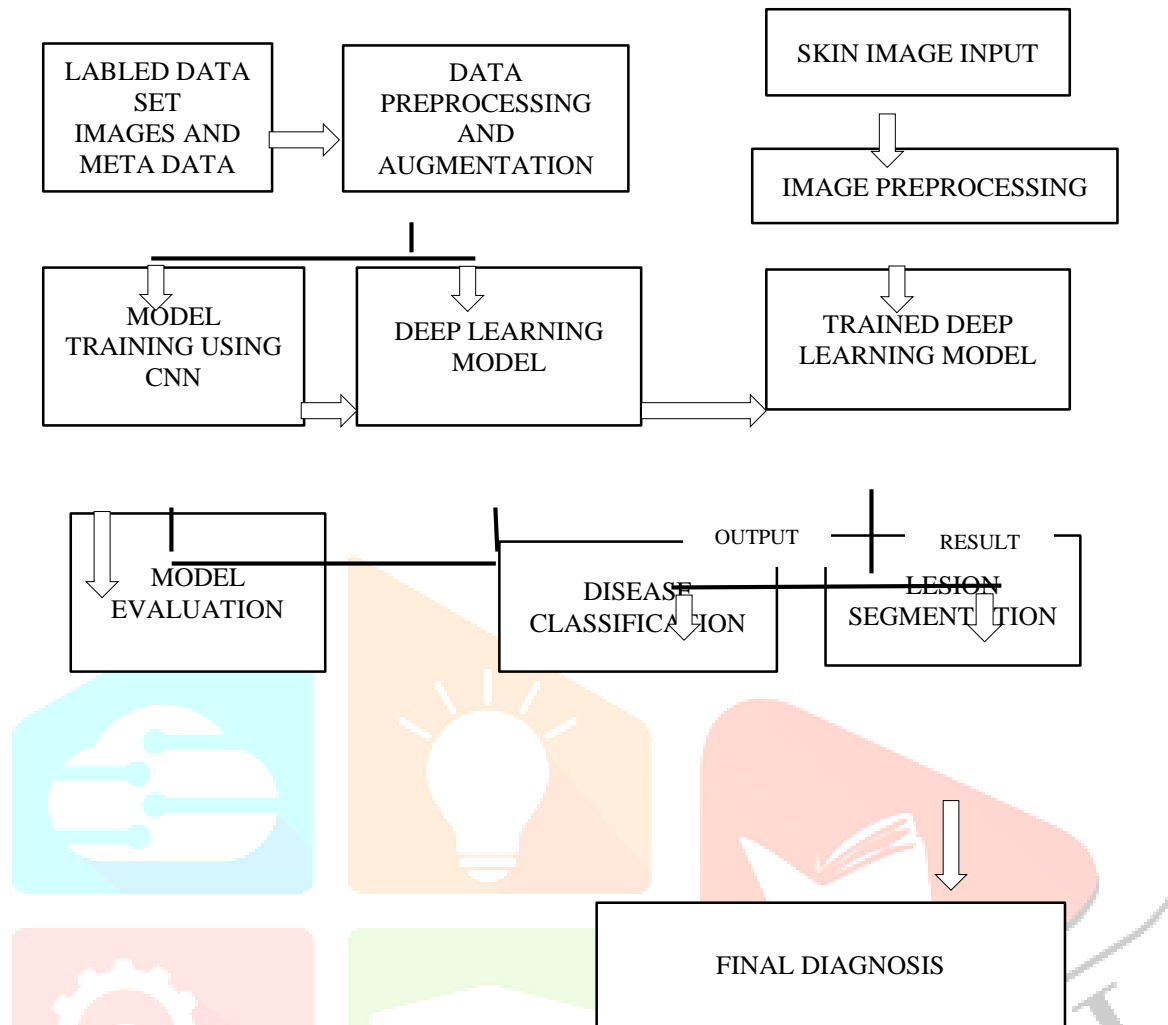 LABLED DATA
SET
IMAGES AND
META DATA
DATA
PREPROCESSING
AND
AUGMENTATION
SKIN IMAGE INPUT
IMAGE PREPROCESSING
MODEL
TRAINING USING
CNN
DEEP LEARNING
MODEL
TRAINED DEEP
LEARNING MODEL
MODEL
EVALUATION
OUTPUT
RESULT
DISEASE
CLASSIFICATION
LESION
SEGMENTATION
FINAL DIAGNOSIS